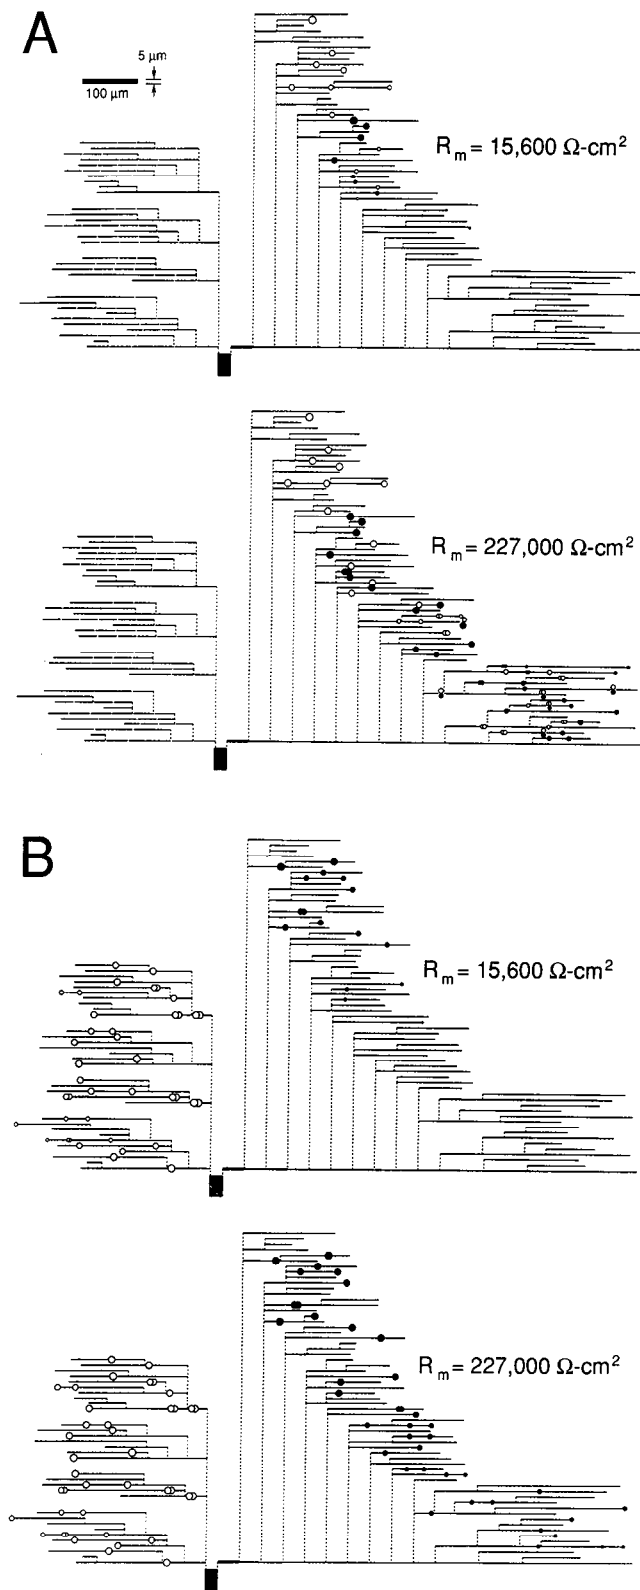 A
5 µm
100 µm
R_m = 15,600 Ω-cm²
R_m = 227,000 Ω-cm²
B
R_m = 15,600 Ω-cm²
R_m = 227,000 Ω-cm²